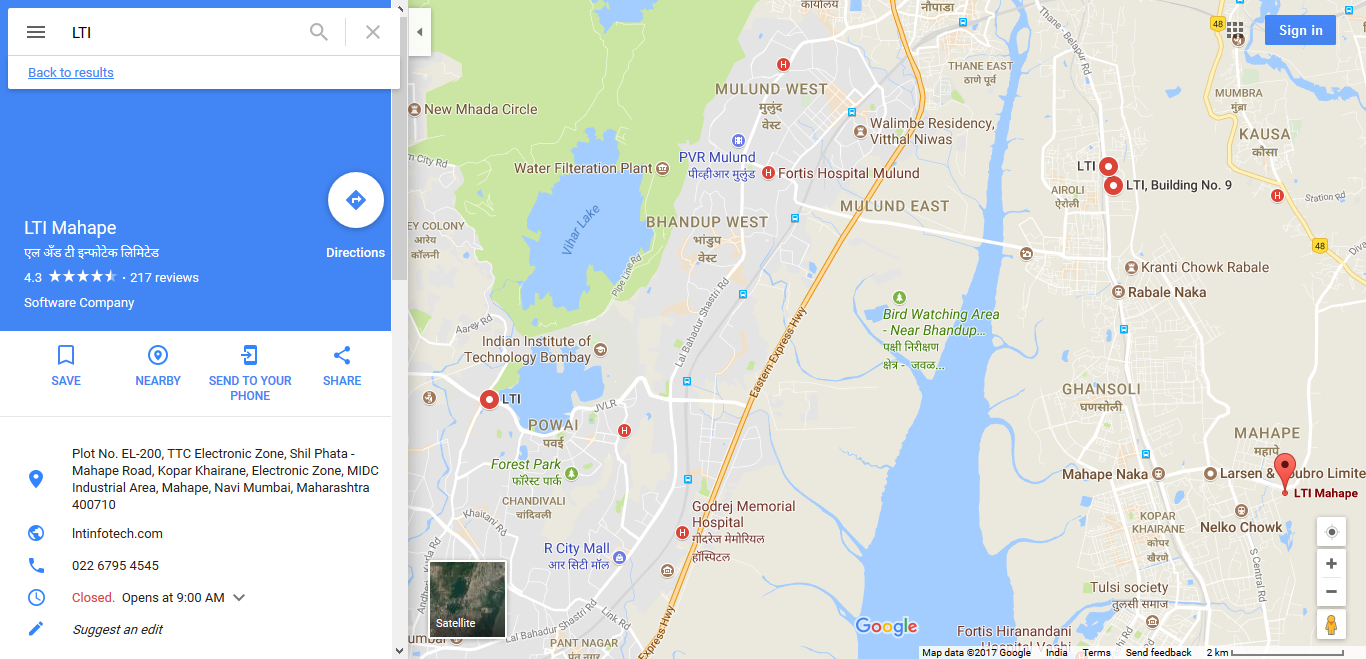 LTI
Back to results
LTI Mahape
एल अँड टी इन्फोटेक लिमिटेड
4.3 ★★★★★ · 217 reviews
Software Company
Directions
SAVE
NEARBY
SEND TO YOUR
PHONE
SHARE
Plot No. EL-200, TTC Electronic Zone, Shil Phata -
Mahape Road, Kopar Khairane, Electronic Zone, MIDC
Industrial Area, Mahape, Navi Mumbai, Maharashtra
400710
lntinfotech.com
022 6795 4545
Closed. Opens at 9:00 AM
Suggest an edit
Sign in
कार्यालय
नौपाडा
48
Thane - Belapur Rd
THANE EAST
ठाणे पूर्व
MULUND WEST
मुलुंड
वेस्ट
MUMBRA
मुंब्रा
New Mhada Circle
Walimbe Residency,
Vitthal Niwas
KAUSA
कौसा
PVR Mulund
पीव्हीआर मुलुंड
Water Filteration Plant
Fortis Hospital Mulund
LTI
LTI, Building No. 9
AIROLI
ऐरोली
Station Rd
MULUND EAST
Vihar Lake
BHANDUP WEST
भांडुप
वेस्ट
EY COLONY
आरेय
कॉलनी
48
Pipe Line Rd
Kranti Chowk Rabale
Rabale Naka
Lal Bahadur Shastri Rd
Bird Watching Area
- Near Bhandup...
पक्षी निरीक्षण
क्षेत्र - जवळ...
Aarey Rd
Indian Institute of
Technology Bombay
Eastern Express Hwy
GHANSOLI
घणसोली
LTI
JVLR
POWAI
पवई
MAHAPE
महापे
Forest Park
फॉरेस्ट पार्क
Mahape Naka
LTI Mahape
CHANDIVALI
चांदिवली
Khairani Rd
Godrej Memorial
Hospital
गोदरेज मेमोरियल
हॉस्पिटल
KOPAR
KHAIRANE
कोपर
खैरणे
Nelko Chowk
R City Mall
आर सिटी मॉल
S Central Rd
Tulsi society
तुलसी समाज
Satellite
Lal Bahadur Shastri Rd
Link Rd
Express Hwy
PANT NAGAR
पंत नगर
Google
Fortis Hiranandani
Map data ©2017 Google India Terms Send feedback 2 km